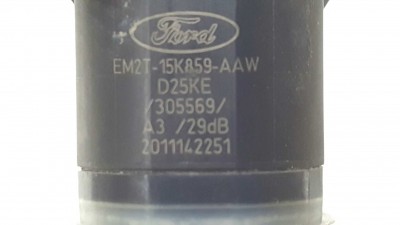 Ford
EM2T-15K859-AAW
D25KE
/305569/
A3 /29dB
2011142251